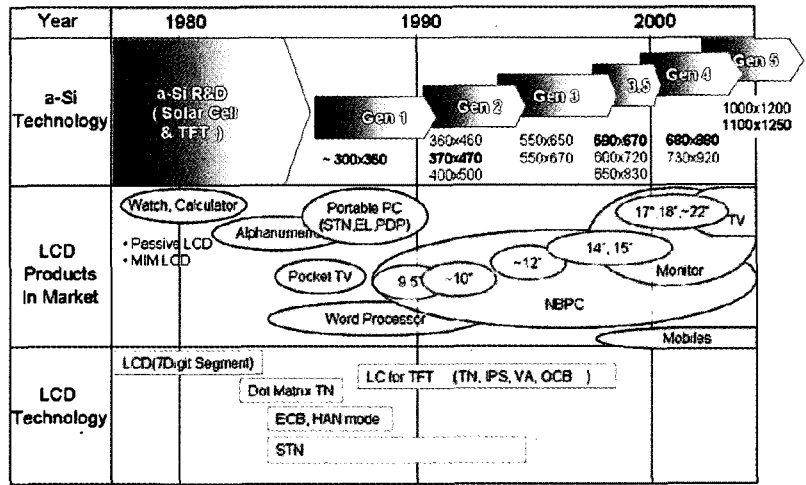 Year 1980 1990 2000
a-Si
Technology
a-Si R&D
( Solar Cell
& TFT )
Gen 1
Gen 2
Gen 3
3.5
Gen 4
Gen 5
~ 300x360
360x460
370x470
400x500
550x650
550x670
590x670
600x720
650x830
680x880
730x920
1000x1200
1100x1250
LCD
Products
In Market
Watch, Calculator
• Passive LCD
• MIM LCD
Alphanumeric
Portable PC
(STN,EL,PDP)
Pocket TV
Word Processor
9.5"
~10"
~12"
14", 15"
17",18",~22"
TV
Monitor
NBPC
Mobiles
LCD
Technology
LCD(7Digit Segment)
Dot Matrix TN
LC for TFT (TN, IPS, VA, OCB )
ECB, HAN mode
STN